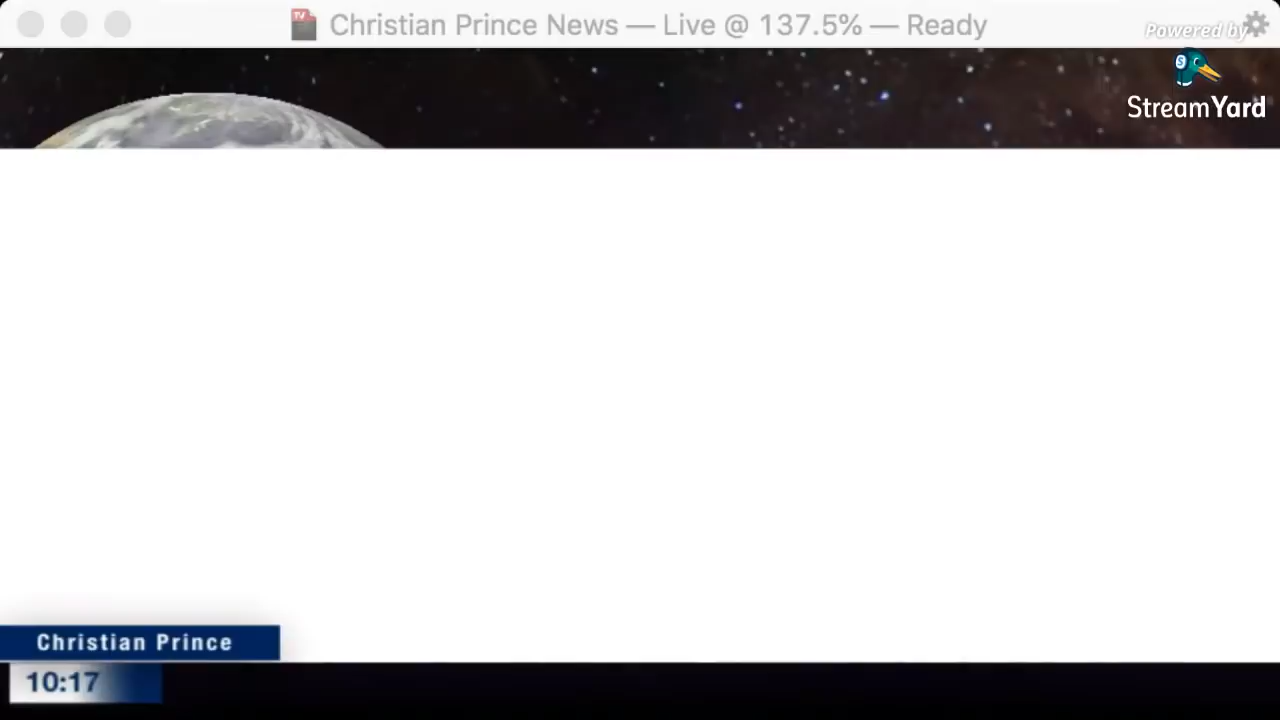 Christian Prince News — Live @ 137.5% — Ready
Powered by
StreamYard
Christian Prince
10:17